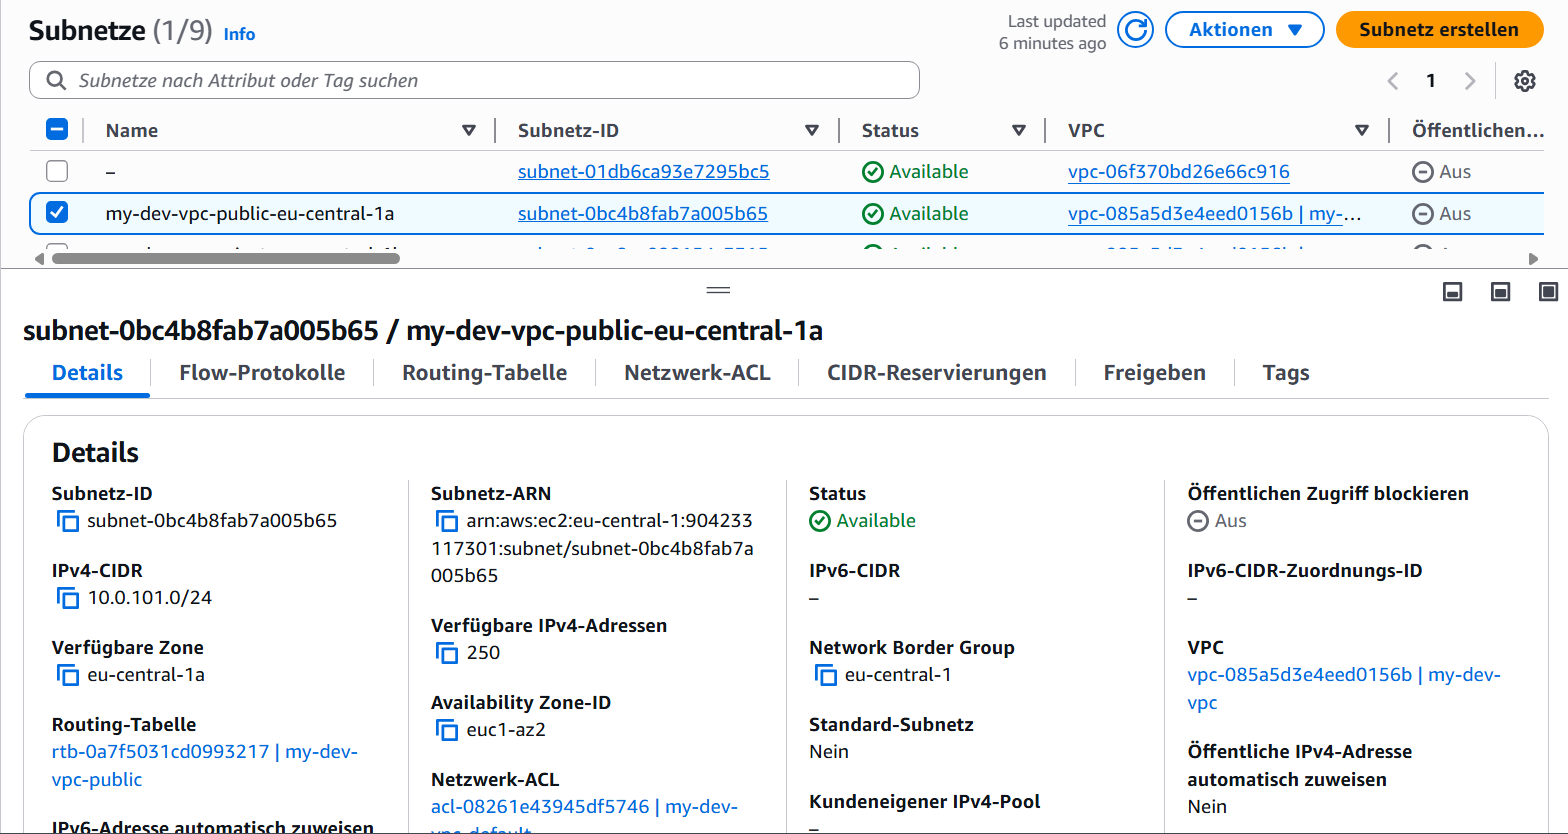 Subnetze (1/9) Info
Last updated
6 minutes ago
Aktionen
Subnetz erstellen
Subnetze nach Attribut oder Tag suchen
1
Name Subnetz-ID Status VPC Öffentlichen...
– subnet-01db6ca93e7295bc5 Available vpc-06f370bd26e66c916 Aus
my-dev-vpc-public-eu-central-1a subnet-0bc4b8fab7a005b65 Available vpc-085a5d3e4eed0156b | my-... Aus
subnet-0bc4b8fab7a005b65 / my-dev-vpc-public-eu-central-1a
Details Flow-Protokolle Routing-Tabelle Netzwerk-ACL CIDR-Reservierungen Freigeben Tags
Details
Subnetz-ID
subnet-0bc4b8fab7a005b65
IPv4-CIDR
10.0.101.0/24
Verfügbare Zone
eu-central-1a
Routing-Tabelle
rtb-0a7f5031cd0993217 | my-dev-
vpc-public
IPv6-Adresse automatisch zuweisen
Subnetz-ARN
arn:aws:ec2:eu-central-1:904233
117301:subnet/subnet-0bc4b8fab7a
005b65
Verfügbare IPv4-Adressen
250
Availability Zone-ID
euc1-az2
Netzwerk-ACL
acl-08261e43945df5746 | my-dev-
vpc-default
Status
Available
IPv6-CIDR
–
Network Border Group
eu-central-1
Standard-Subnetz
Nein
Kundeneigener IPv4-Pool
–
Öffentlichen Zugriff blockieren
Aus
IPv6-CIDR-Zuordnungs-ID
–
VPC
vpc-085a5d3e4eed0156b | my-dev-
vpc
Öffentliche IPv4-Adresse
automatisch zuweisen
Nein